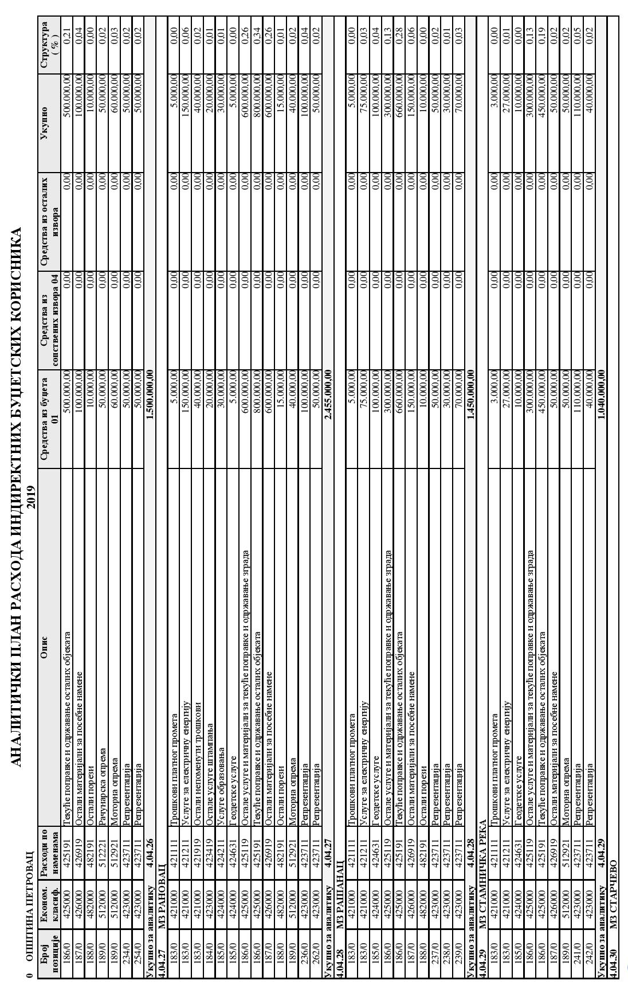 АНАЛИТИЧКИ ПЛАН РАСХОДА ИНДИРЕКТНИХ БУЏЕТСКИХ КОРИСНИКА
2019
0 ОПШТИНА ПЕТРОВАЦ
Број позиције Економ. класиф. Расходи по наменама Опис Средства из буџета 01 Средства из сопствених извора 04 Средства из осталих извора Укупно Структура ( % )
186/0 425000 425191 Текуће поправке и одржавање осталих објеката 500.000,00 0,00 0,00 500.000,00 0,21
187/0 426000 426919 Остали материјали за посебне намене 100.000,00 0,00 0,00 100.000,00 0,04
188/0 482000 482191 Остали порези 10.000,00 0,00 0,00 10.000,00 0,00
189/0 512000 512221 Рачунарска опрема 50.000,00 0,00 0,00 50.000,00 0,02
189/0 512000 512921 Моторна опрема 60.000,00 0,00 0,00 60.000,00 0,03
234/0 423000 423711 Репрезентација 50.000,00 0,00 0,00 50.000,00 0,02
254/0 423000 423711 Репрезентација 50.000,00 0,00 0,00 50.000,00 0,02
Укупно за аналитику 4.04.26 1.500.000,00
4.04.27 МЗ РАНОВАЦ
183/0 421000 421111 Трошкови платног промета 5.000,00 0,00 0,00 5.000,00 0,00
183/0 421000 421211 Услуге за електричну енергију 150.000,00 0,00 0,00 150.000,00 0,06
183/0 421000 421919 Остали непоменути трошкови 40.000,00 0,00 0,00 40.000,00 0,02
184/0 423000 423419 Остале услуге штампања 20.000,00 0,00 0,00 20.000,00 0,01
185/0 424000 424211 Услуге образовања 30.000,00 0,00 0,00 30.000,00 0,01
185/0 424000 424631 Геодетске услуге 5.000,00 0,00 0,00 5.000,00 0,00
186/0 425000 425119 Остале услуге и материјали за текуће поправке и одржавање зграда 600.000,00 0,00 0,00 600.000,00 0,26
186/0 425000 425191 Текуће поправке и одржавање осталих објеката 800.000,00 0,00 0,00 800.000,00 0,34
187/0 426000 426919 Остали материјали за посебне намене 600.000,00 0,00 0,00 600.000,00 0,26
188/0 482000 482191 Остали порези 15.000,00 0,00 0,00 15.000,00 0,01
189/0 512000 512921 Моторна опрема 40.000,00 0,00 0,00 40.000,00 0,02
236/0 423000 423711 Репрезентација 100.000,00 0,00 0,00 100.000,00 0,04
262/0 423000 423711 Репрезентација 50.000,00 0,00 0,00 50.000,00 0,02
Укупно за аналитику 4.04.27 2.455.000,00
4.04.28 МЗ РАШАНАЦ
183/0 421000 421111 Трошкови платног промета 5.000,00 0,00 0,00 5.000,00 0,00
183/0 421000 421211 Услуге за електричну енергију 75.000,00 0,00 0,00 75.000,00 0,03
185/0 424000 424631 Геодетске услуге 100.000,00 0,00 0,00 100.000,00 0,04
186/0 425000 425119 Остале услуге и материјали за текуће поправке и одржавање зграда 300.000,00 0,00 0,00 300.000,00 0,13
186/0 425000 425191 Текуће поправке и одржавање осталих објеката 660.000,00 0,00 0,00 660.000,00 0,28
187/0 426000 426919 Остали материјали за посебне намене 150.000,00 0,00 0,00 150.000,00 0,06
188/0 482000 482191 Остали порези 10.000,00 0,00 0,00 10.000,00 0,00
237/0 423000 423711 Репрезентација 50.000,00 0,00 0,00 50.000,00 0,02
238/0 423000 423711 Репрезентација 30.000,00 0,00 0,00 30.000,00 0,01
239/0 423000 423711 Репрезентација 70.000,00 0,00 0,00 70.000,00 0,03
Укупно за аналитику 4.04.28 1.450.000,00
4.04.29 МЗ СТАМНИЧКА РЕКА
183/0 421000 421111 Трошкови платног промета 3.000,00 0,00 0,00 3.000,00 0,00
183/0 421000 421211 Услуге за електричну енергију 27.000,00 0,00 0,00 27.000,00 0,01
185/0 424000 424631 Геодетске услуге 10.000,00 0,00 0,00 10.000,00 0,00
186/0 425000 425119 Остале услуге и материјали за текуће поправке и одржавање зграда 300.000,00 0,00 0,00 300.000,00 0,13
186/0 425000 425191 Текуће поправке и одржавање осталих објеката 450.000,00 0,00 0,00 450.000,00 0,19
187/0 426000 426919 Остали материјали за посебне намене 50.000,00 0,00 0,00 50.000,00 0,02
189/0 512000 512921 Моторна опрема 50.000,00 0,00 0,00 50.000,00 0,02
241/0 423000 423711 Репрезентација 110.000,00 0,00 0,00 110.000,00 0,05
242/0 423000 423711 Репрезентација 40.000,00 0,00 0,00 40.000,00 0,02
Укупно за аналитику 4.04.29 1.040.000,00
4.04.30 МЗ СТАРЧЕВО